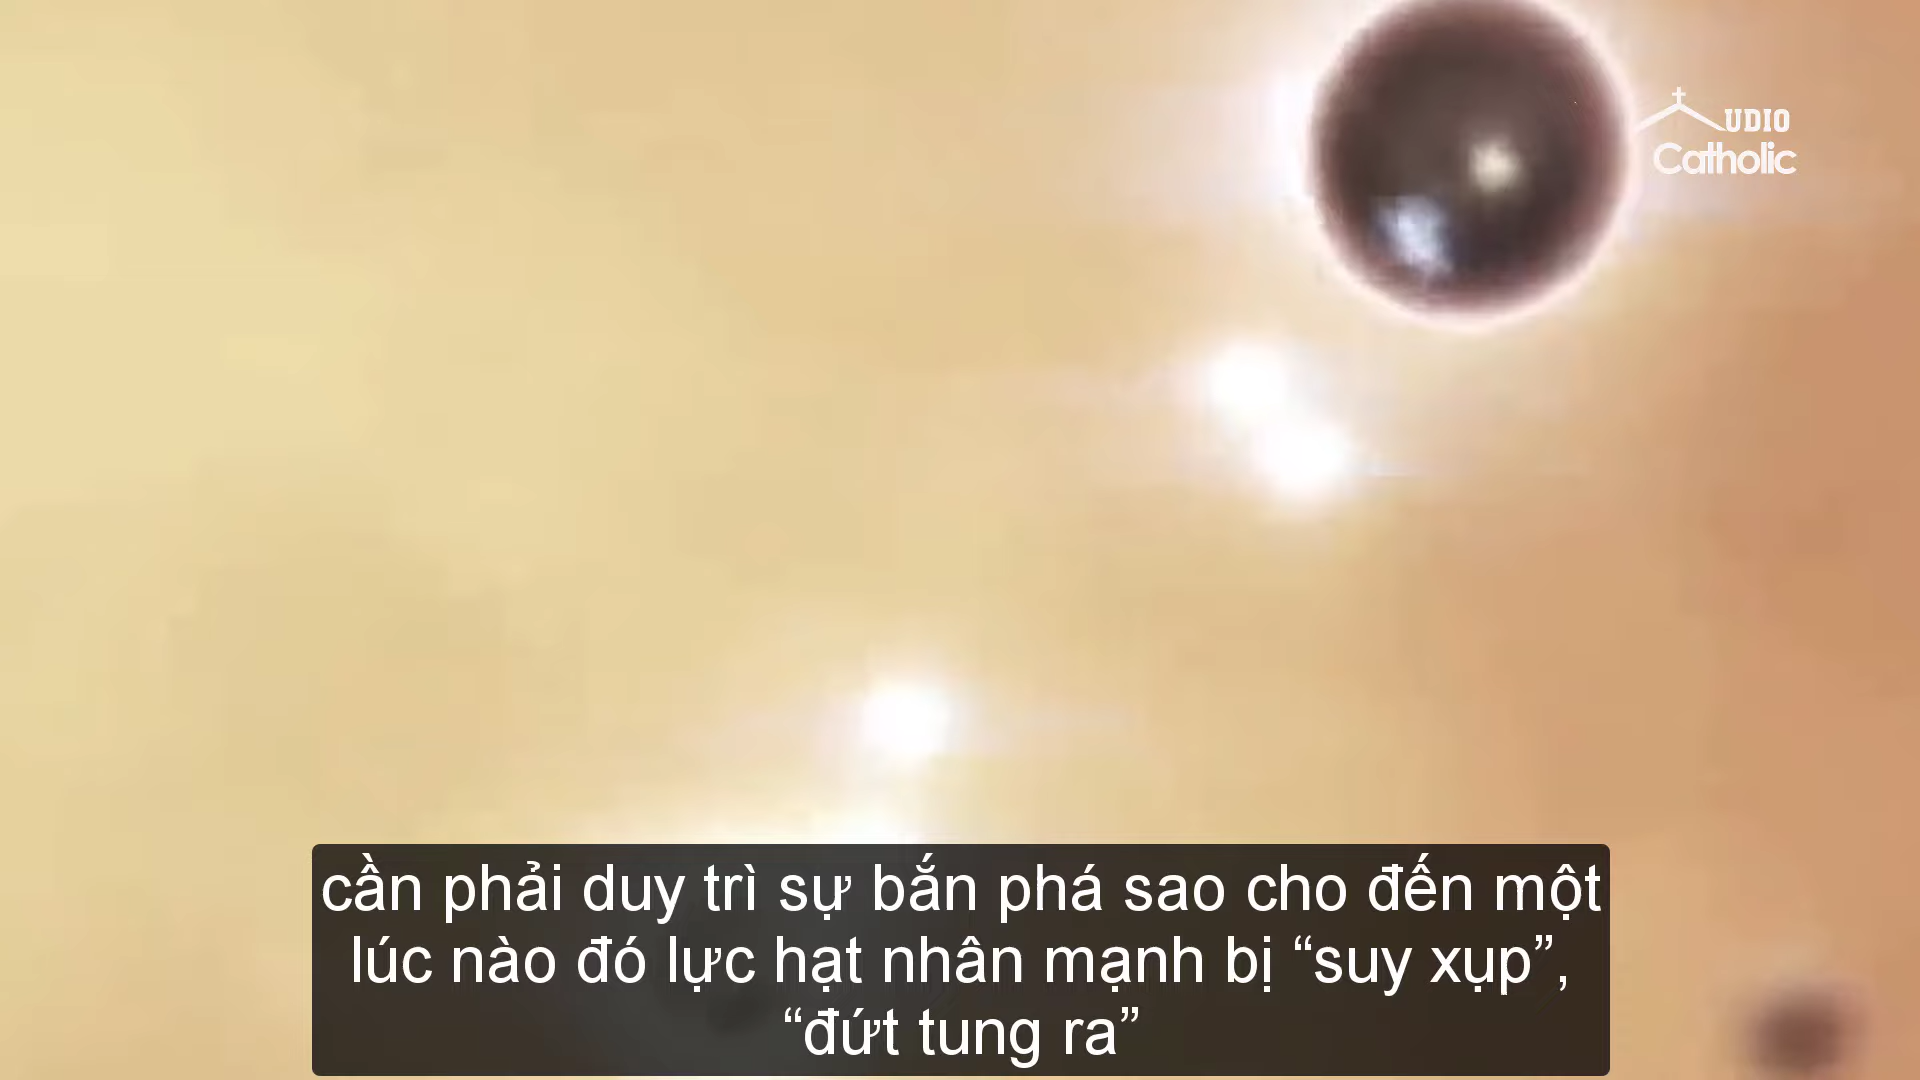 UDIO
Catholic
cần phải duy trì sự bắn phá sao cho đến một
lúc nào đó lực hạt nhân mạnh bị “suy xụp”,
“đứt tung ra”